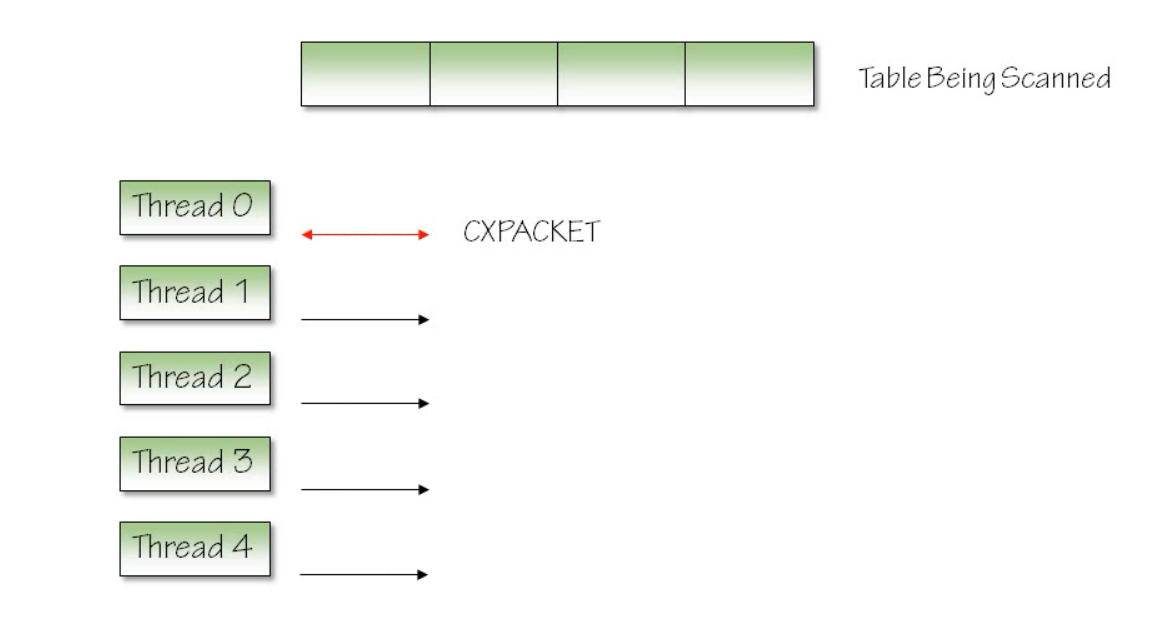 Table Being Scanned
Thread 0
CXPACKET
Thread 1
Thread 2
Thread 3
Thread 4